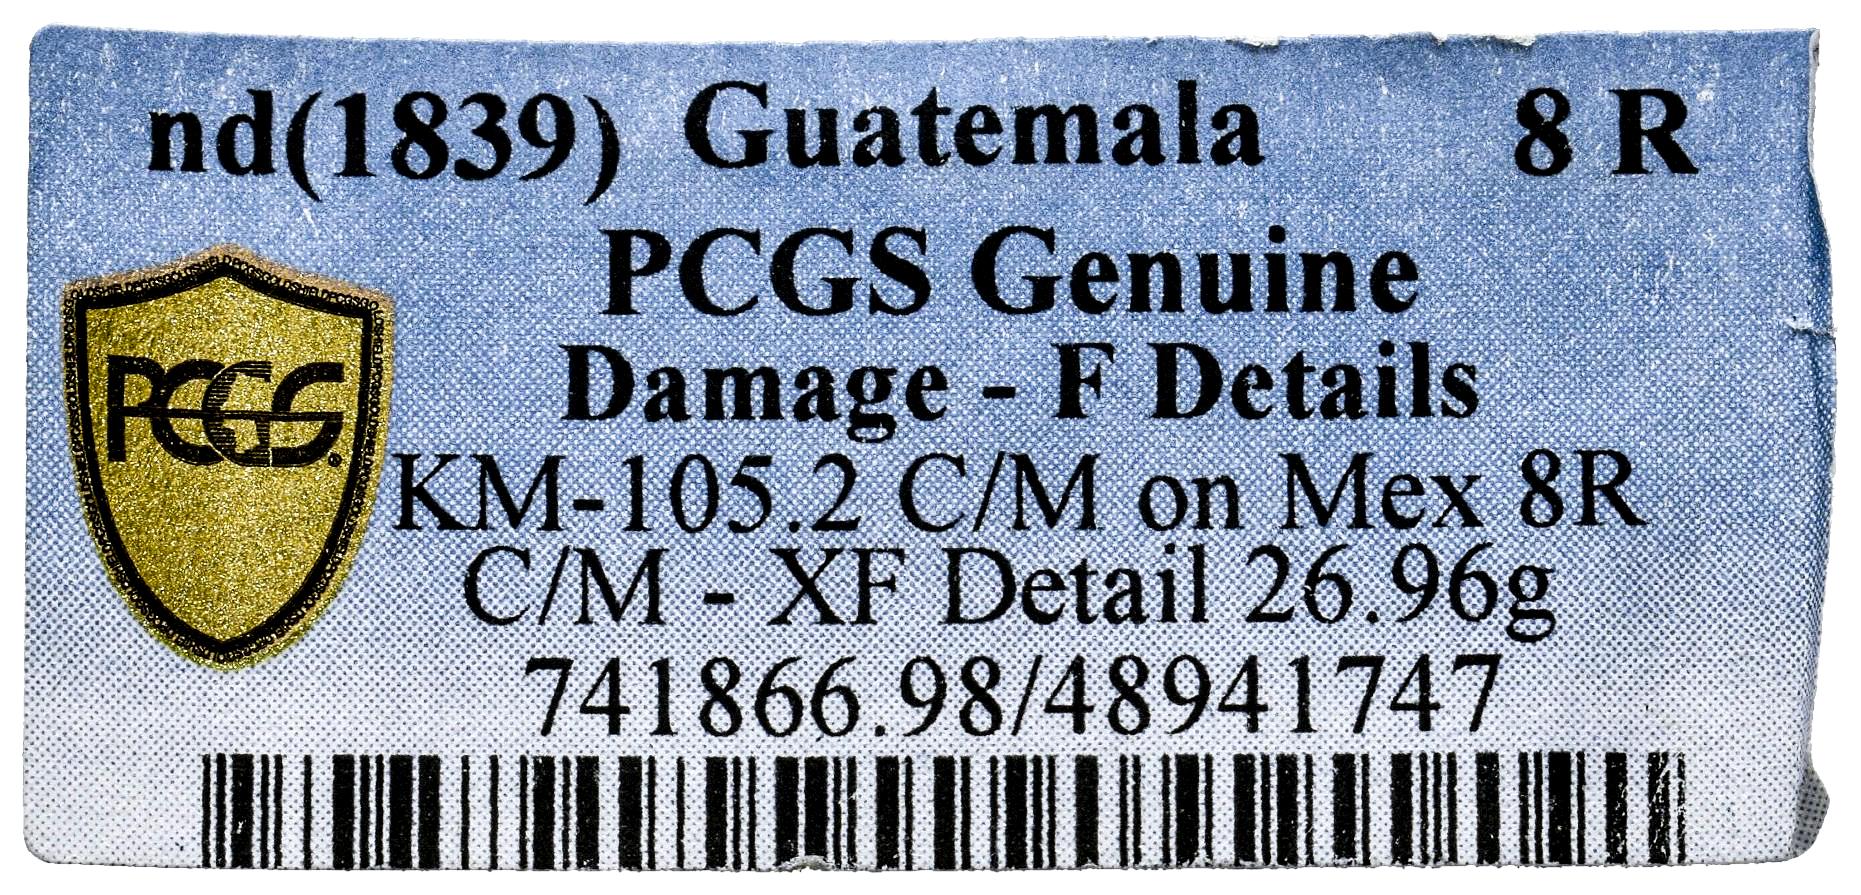 nd(1839) Guatemala 8 R
PCGS Genuine
Damage - F Details
KM-105.2 C/M on Mex 8R
C/M - XF Detail 26.96g
741866.98/48941747
PCGS